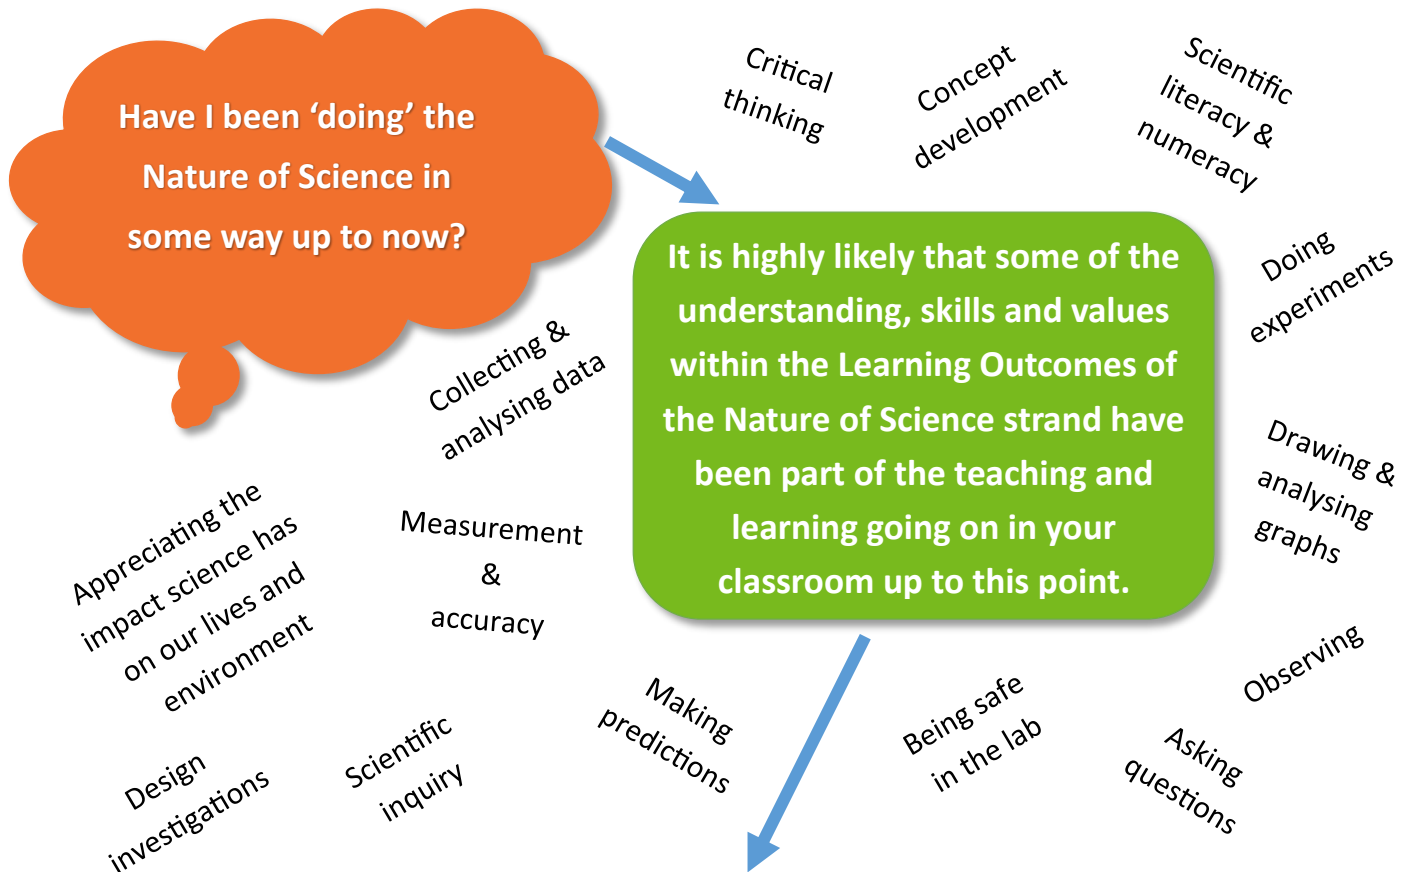 Have I been ‘doing’ the
Nature of Science in
some way up to now?
Critical
thinking
Concept
development
Scientific
literacy &
numeracy
It is highly likely that some of the
understanding, skills and values
within the Learning Outcomes of
the Nature of Science strand have
been part of the teaching and
learning going on in your
classroom up to this point.
Doing
experiments
Collecting &
analysing data
Drawing &
analysing
graphs
Appreciating the
impact science has
on our lives and
environment
Measurement
&
accuracy
Observing
Making
predictions
Being safe
in the lab
Asking
questions
Design
investigations
Scientific
inquiry